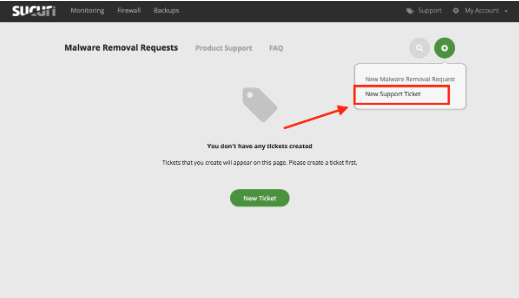 SUCURI Monitoring Firewall Backups Support My Account
Malware Removal Requests Product Support FAQ
New Malware Removal Request
New Support Ticket
You don't have any tickets created
Tickets that you create will appear on this page. Please create a ticket first.
New Ticket